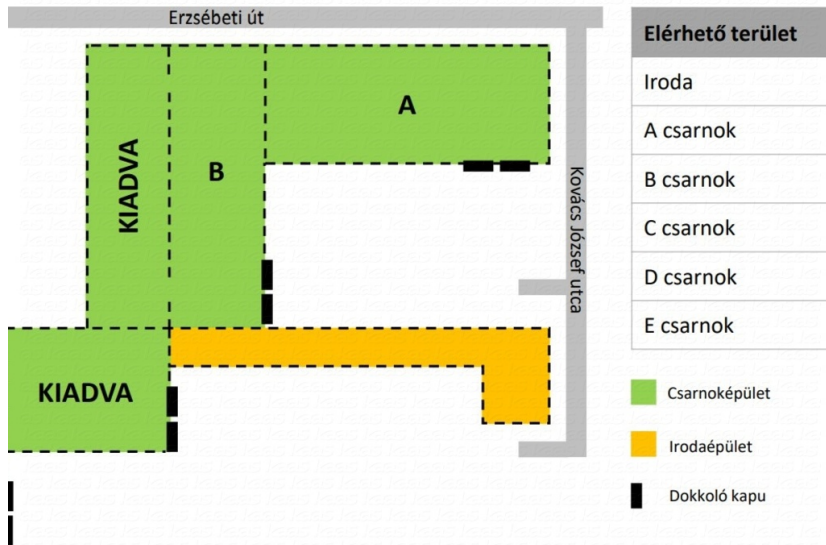 Erzsébeti út
Elérhető terület
Iroda
A csarnok
B csarnok
C csarnok
D csarnok
E csarnok
A
B
KIADVA
KIADVA
Kovács József utca
Csarnoképület
Irodaépület
Dokkoló kapu